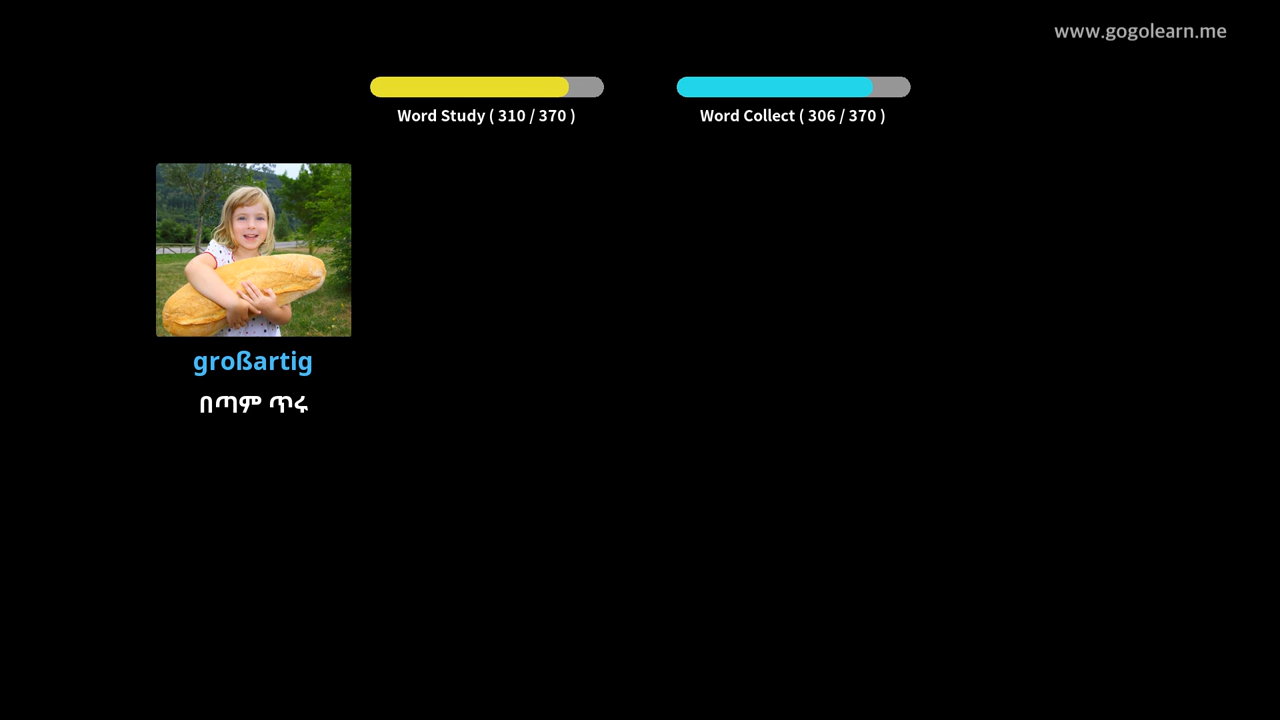 www.gogolearn.me
Word Study ( 310 / 370 )
Word Collect ( 306 / 370 )
großartig
በጣም ጥሩ